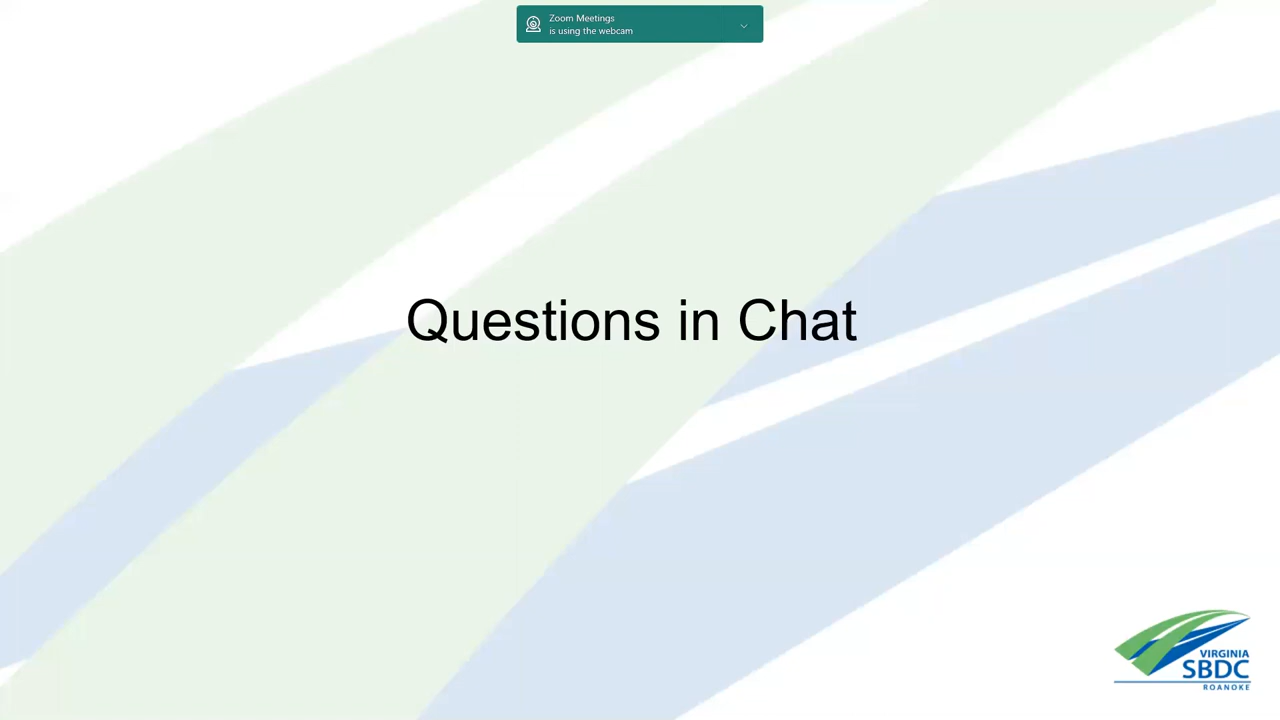 Zoom Meetings
is using the webcam
Questions in Chat
VIRGINIA
SBDC
ROANOKE